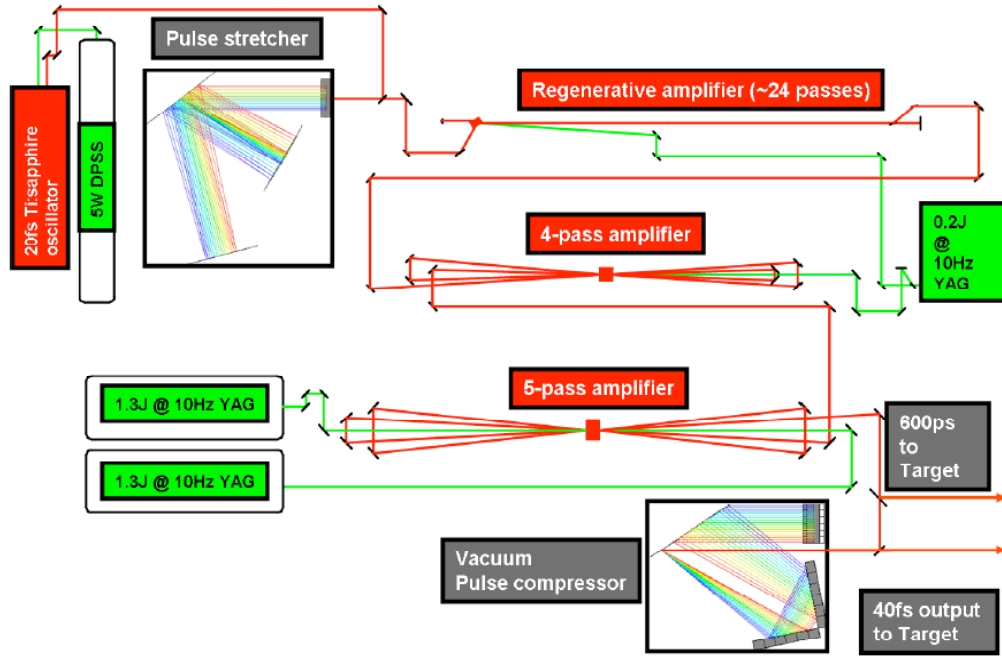 Pulse stretcher
20fs Ti:sapphire
oscillator
5W DPSS
Regenerative amplifier (~24 passes)
4-pass amplifier
0.2J
@
10Hz
YAG
5-pass amplifier
1.3J @ 10Hz YAG
1.3J @ 10Hz YAG
600ps
to
Target
Vacuum
Pulse compressor
40fs output
to Target